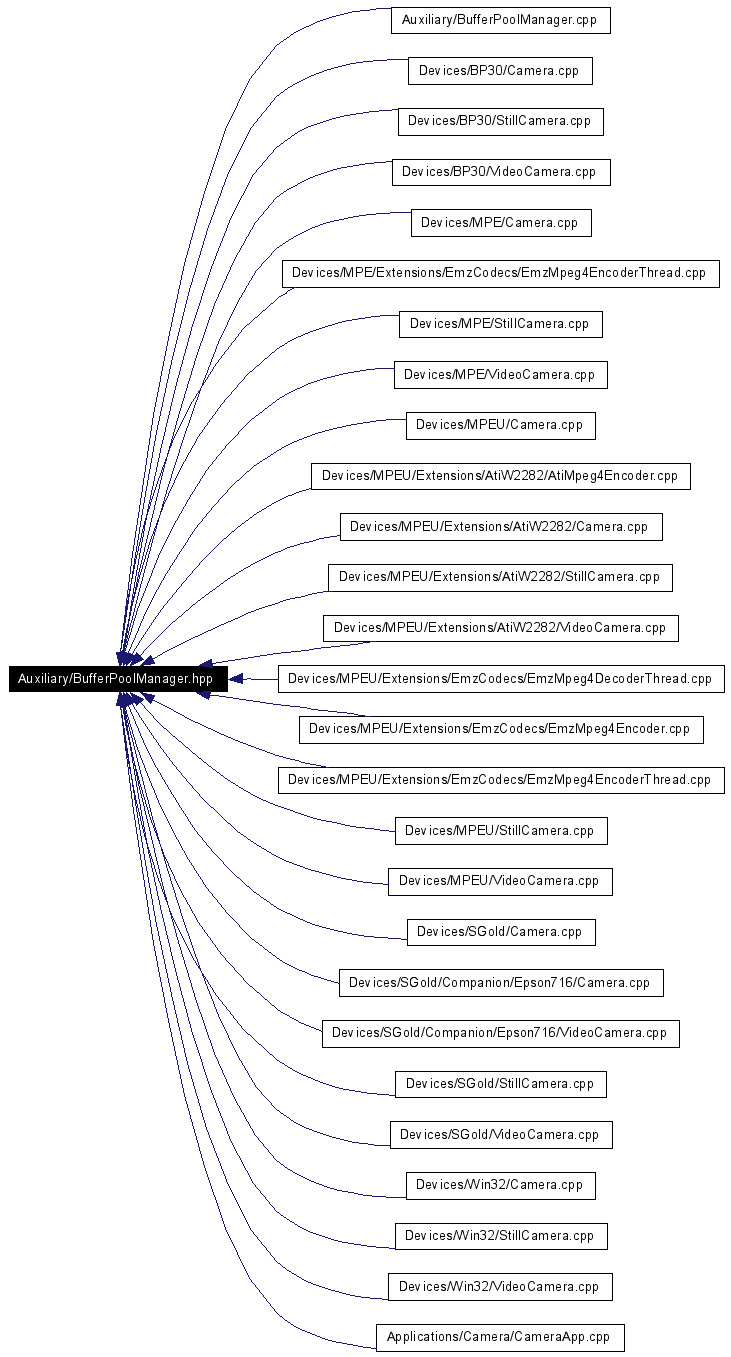 Auxiliary/BufferPoolManager.cpp
Devices/BP30/Camera.cpp
Devices/BP30/StillCamera.cpp
Devices/BP30/VideoCamera.cpp
Devices/MPE/Camera.cpp
Devices/MPE/Extensions/EmzCodecs/EmzMpeg4EncoderThread.cpp
Devices/MPE/StillCamera.cpp
Devices/MPE/VideoCamera.cpp
Devices/MPEU/Camera.cpp
Devices/MPEU/Extensions/AtiW2282/AtiMpeg4Encoder.cpp
Devices/MPEU/Extensions/AtiW2282/Camera.cpp
Devices/MPEU/Extensions/AtiW2282/StillCamera.cpp
Devices/MPEU/Extensions/AtiW2282/VideoCamera.cpp
Auxiliary/BufferPoolManager.hpp
Devices/MPEU/Extensions/EmzCodecs/EmzMpeg4DecoderThread.cpp
Devices/MPEU/Extensions/EmzCodecs/EmzMpeg4Encoder.cpp
Devices/MPEU/Extensions/EmzCodecs/EmzMpeg4EncoderThread.cpp
Devices/MPEU/StillCamera.cpp
Devices/MPEU/VideoCamera.cpp
Devices/SGold/Camera.cpp
Devices/SGold/Companion/Epson716/Camera.cpp
Devices/SGold/Companion/Epson716/VideoCamera.cpp
Devices/SGold/StillCamera.cpp
Devices/SGold/VideoCamera.cpp
Devices/Win32/Camera.cpp
Devices/Win32/StillCamera.cpp
Devices/Win32/VideoCamera.cpp
Applications/Camera/CameraApp.cpp